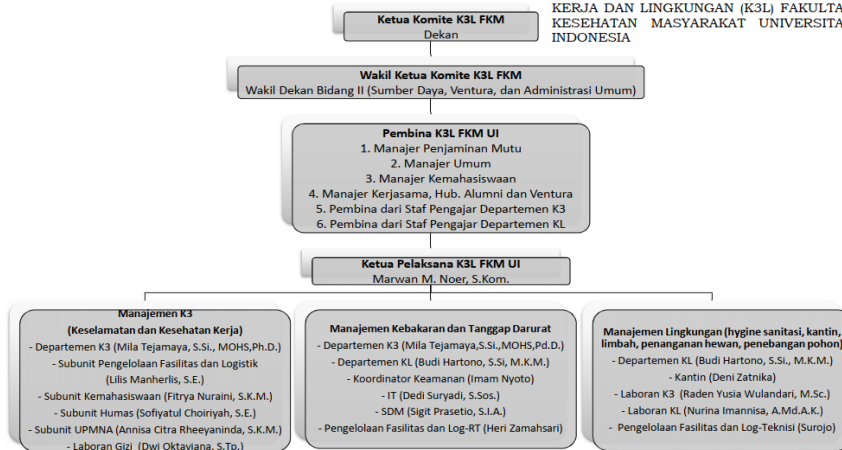 KERJA DAN LINGKUNGAN (K3L) FAKULTA
KESEHATAN MASYARAKAT UNIVERSITA
INDONESIA
Ketua Komite K3L FKM
Dekan
Wakil Ketua Komite K3L FKM
Wakil Dekan Bidang II (Sumber Daya, Ventura, dan Administrasi Umum)
Pembina K3L FKM UI
1. Manajer Penjaminan Mutu
2. Manajer Umum
3. Manajer Kemahasiswaan
4. Manajer Kerjasama, Hub. Alumni dan Ventura
5. Pembina dari Staf Pengajar Departemen K3
6. Pembina dari Staf Pengajar Departemen KL
Ketua Pelaksana K3L FKM UI
Marwan M. Noer, S.Kom.
Manajemen K3
(Keselamatan dan Kesehatan Kerja)
- Departemen K3 (Mila Tejamaya, S.Si., MOHS,Ph.D.)
- Subunit Pengelolaan Fasilitas dan Logistik
(Lilis Manherlis, S.E.)
- Subunit Kemahasiswaan (Fitrya Nuraini, S.K.M.)
- Subunit Humas (Sofiyatul Choiriyah, S.E.)
- Subunit UPMNA (Annisa Citra Rheeyaninda, S.K.M.)
- Laboran Gizi (Dwi Oktaviana, S.Tp.)
Manajemen Kebakaran dan Tanggap Darurat
- Departemen K3 (Mila Tejamaya,S.Si.,MOHS,Pd.D.)
- Departemen KL (Budi Hartono, S.Si, M.K.M.)
- Koordinator Keamanan (Imam Nyoto)
- IT (Dedi Suryadi, S.Sos.)
- SDM (Sigit Prasetio, S.I.A.)
- Pengelolaan Fasilitas dan Log-RT (Heri Zamahsari)
Manajemen Lingkungan (hygine sanitasi, kantin,
limbah, penanganan hewan, penebangan pohon)
- Departemen KL (Budi Hartono, S.Si., M.K.M.)
- Kantin (Deni Zatnika)
- Laboran K3 (Raden Yusia Wulandari, M.Sc.)
- Laboran KL (Nurina Imannisa, A.Md.A.K.)
- Pengelolaan Fasilitas dan Log-Teknisi (Surojo)